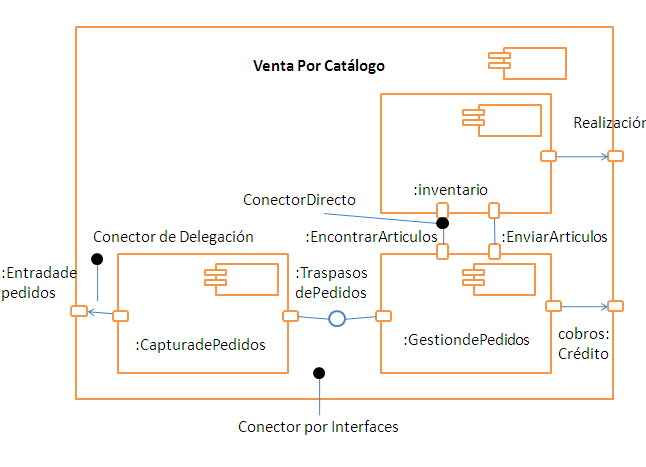 Venta Por Catálogo
Realización
:inventario
ConectorDirecto
Conector de Delegación
:EncontrarArticulos
:EnviarArticulos
:Entradade
pedidos
:Traspasos
dePedidos
:CapturadePedidos
:GestiondePedidos
cobros:
Crédito
Conector por Interfaces